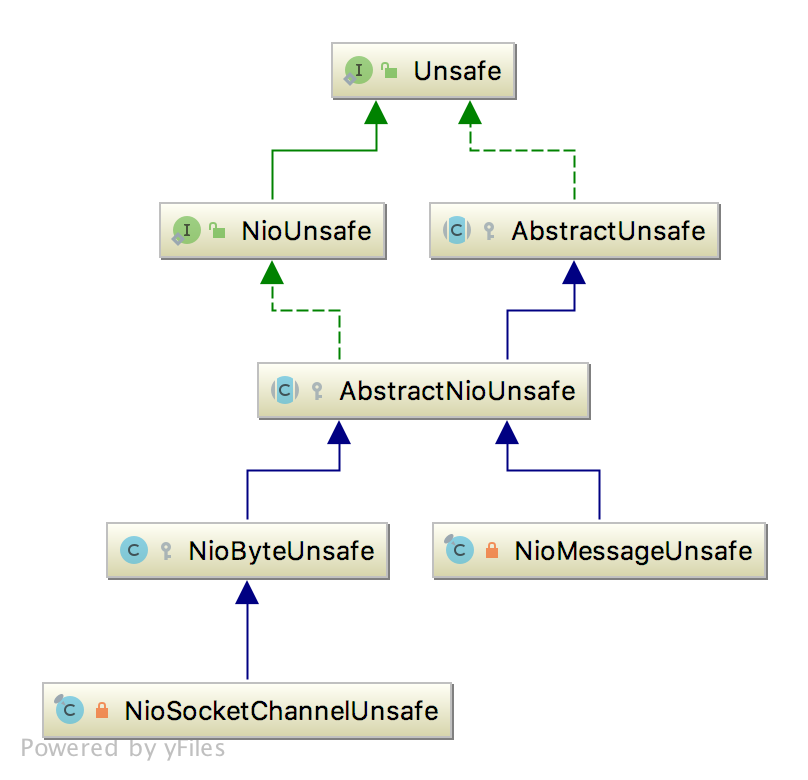 Unsafe
NioUnsafe
AbstractUnsafe
AbstractNioUnsafe
NioByteUnsafe
NioMessageUnsafe
NioSocketChannelUnsafe
Powered by yFiles